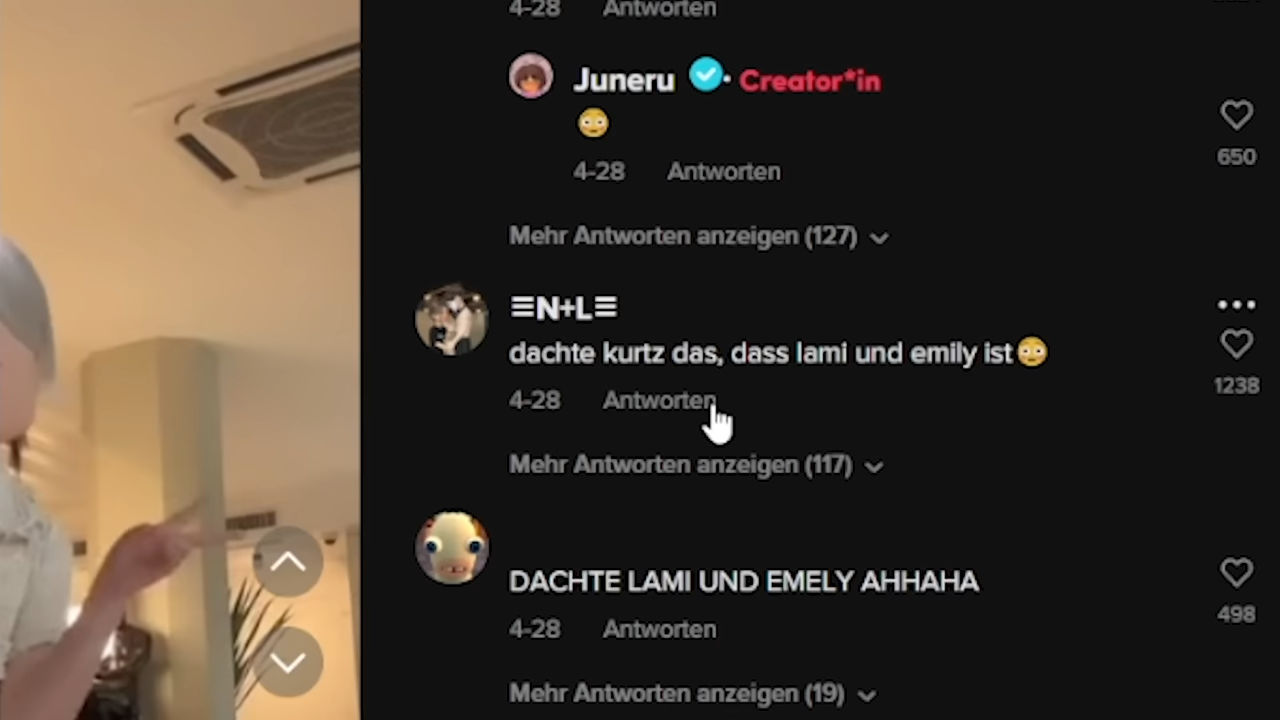 4-28 Antworten
Juneru · Creator*in
😳
4-28 Antworten
650
Mehr Antworten anzeigen (127)
☰N+L☰
dachte kurtz das, dass lami und emily ist😳
1238
4-28 Antworten
Mehr Antworten anzeigen (117)
DACHTE LAMI UND EMELY AHHAHA
498
4-28 Antworten
Mehr Antworten anzeigen (19)